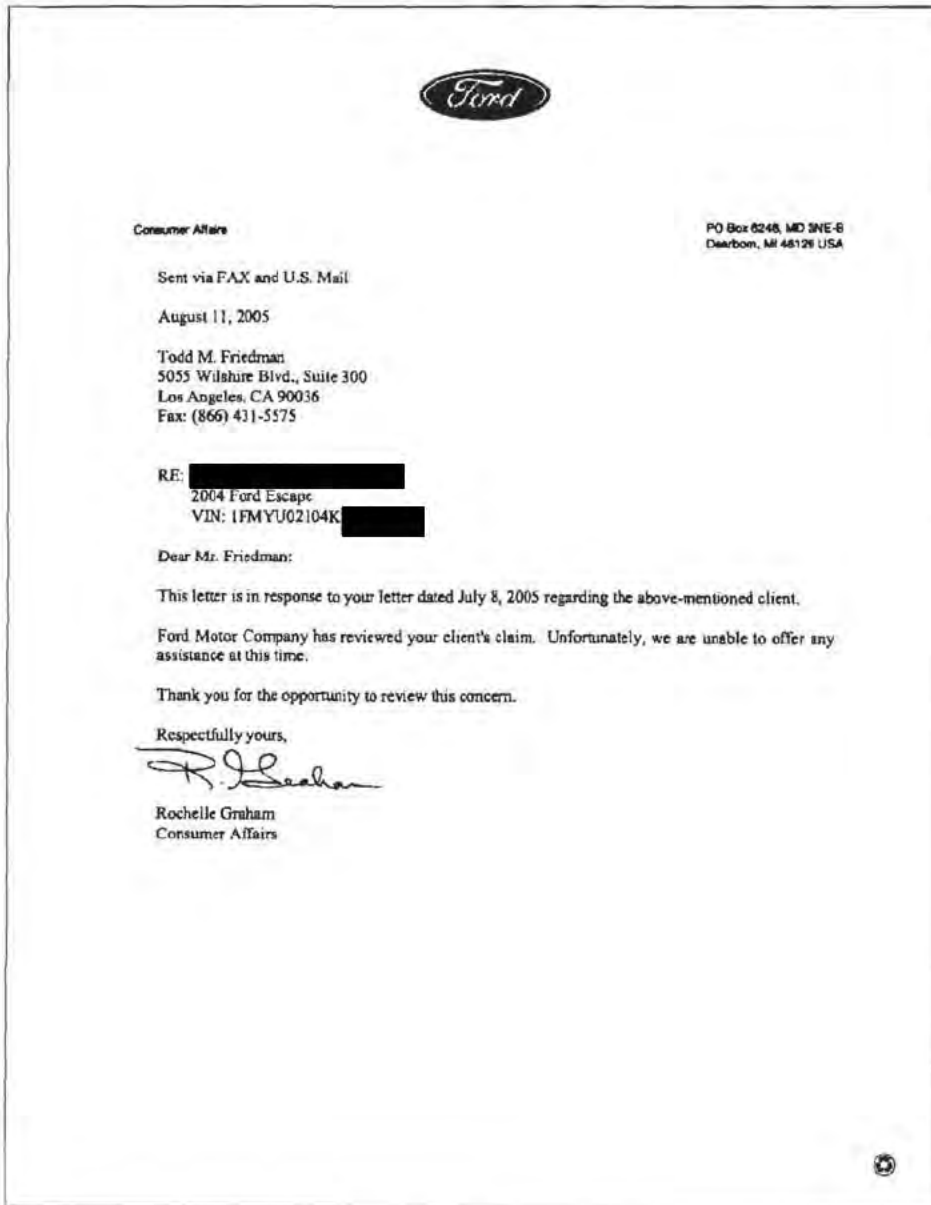 Ford
Consumer Affairs
PO Box 6248, MD 3NE-B
Dearborn, MI 48126 USA
Sent via FAX and U.S. Mail
August 11, 2005
Todd M. Friedman
5055 Wilshire Blvd., Suite 300
Los Angeles, CA 90036
Fax: (866) 431-5575
RE:
2004 Ford Escape
VIN: 1FMYU02104K
Dear Mr. Friedman:
This letter is in response to your letter dated July 8, 2005 regarding the above-mentioned client.
Ford Motor Company has reviewed your client's claim. Unfortunately, we are unable to offer any
assistance at this time.
Thank you for the opportunity to review this concern.
Respectfully yours,
R. Graham
Rochelle Graham
Consumer Affairs